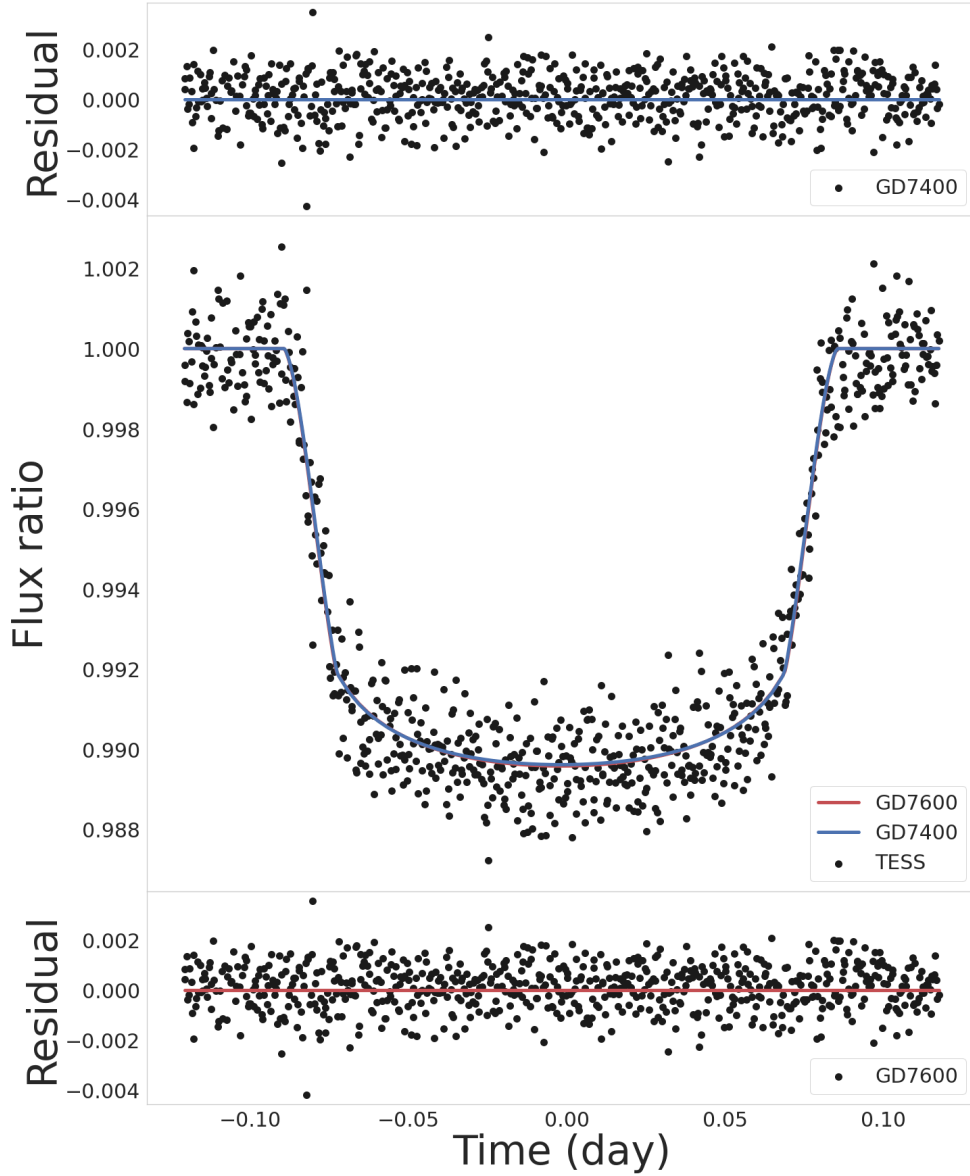 Residual
0.002
0.000
−0.002
−0.004
GD7400
Flux ratio
1.002
1.000
0.998
0.996
0.994
0.992
0.990
0.988
GD7600
GD7400
TESS
Residual
0.002
0.000
−0.002
−0.004
GD7600
−0.10
−0.05
0.00
0.05
0.10
Time (day)